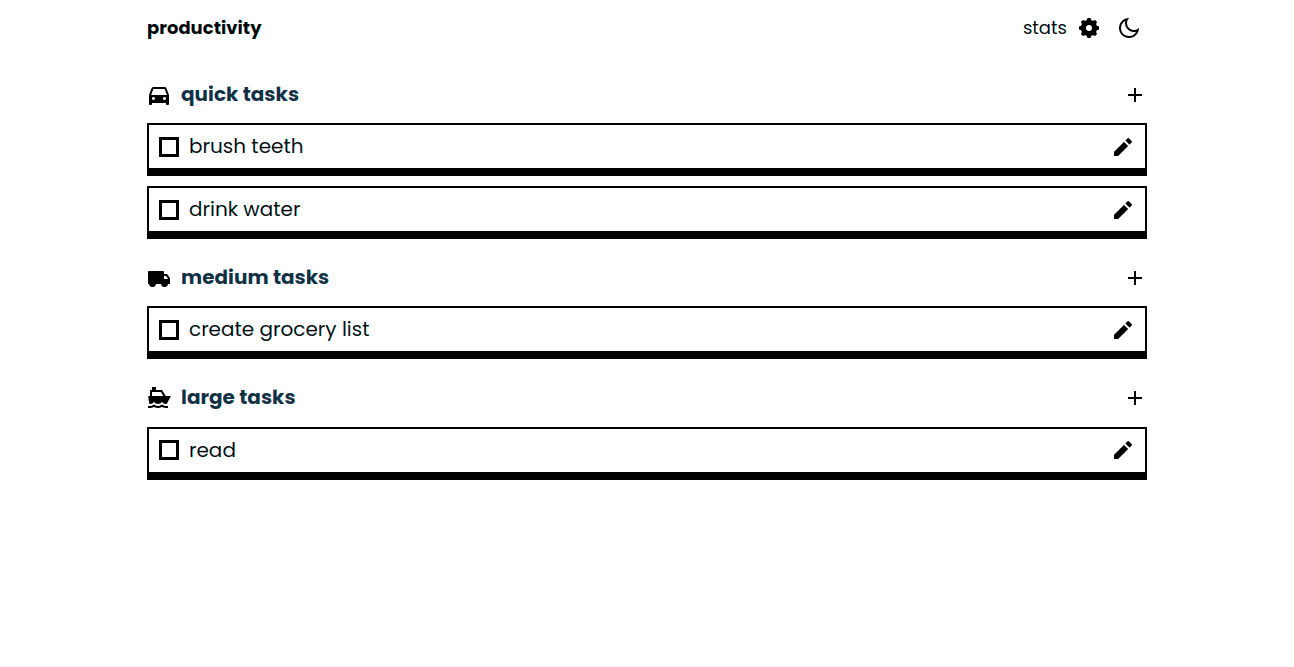 productivity
stats
quick tasks
brush teeth
drink water
medium tasks
create grocery list
large tasks
read